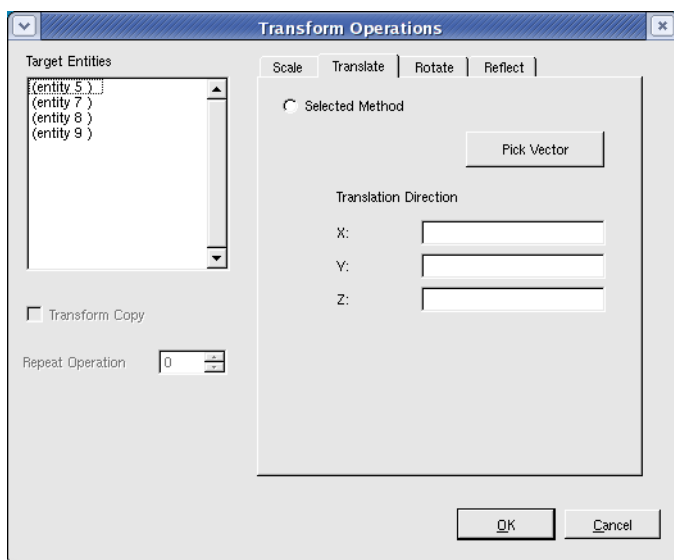 Transform Operations
Target Entities
(entity 5 )
(entity 7 )
(entity 8 )
(entity 9 )
Transform Copy
Repeat Operation 0
Scale Translate Rotate Reflect
Selected Method
Pick Vector
Translation Direction
X:
Y:
Z:
OK Cancel